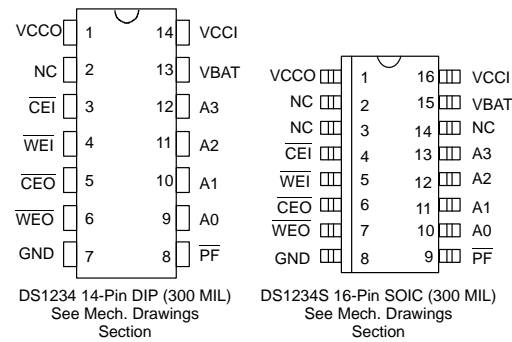 VCCO 1 14 VCCI
NC 2 13 VBAT
CEI 3 12 A3
WEI 4 11 A2
CEO 5 10 A1
WEO 6 9 A0
GND 7 8 PF
DS1234 14-Pin DIP (300 MIL)
See Mech. Drawings
Section
VCCO 1 16 VCCI
NC 2 15 VBAT
NC 3 14 NC
CEI 4 13 A3
WEI 5 12 A2
CEO 6 11 A1
WEO 7 10 A0
GND 8 9 PF
DS1234S 16-Pin SOIC (300 MIL)
See Mech. Drawings
Section